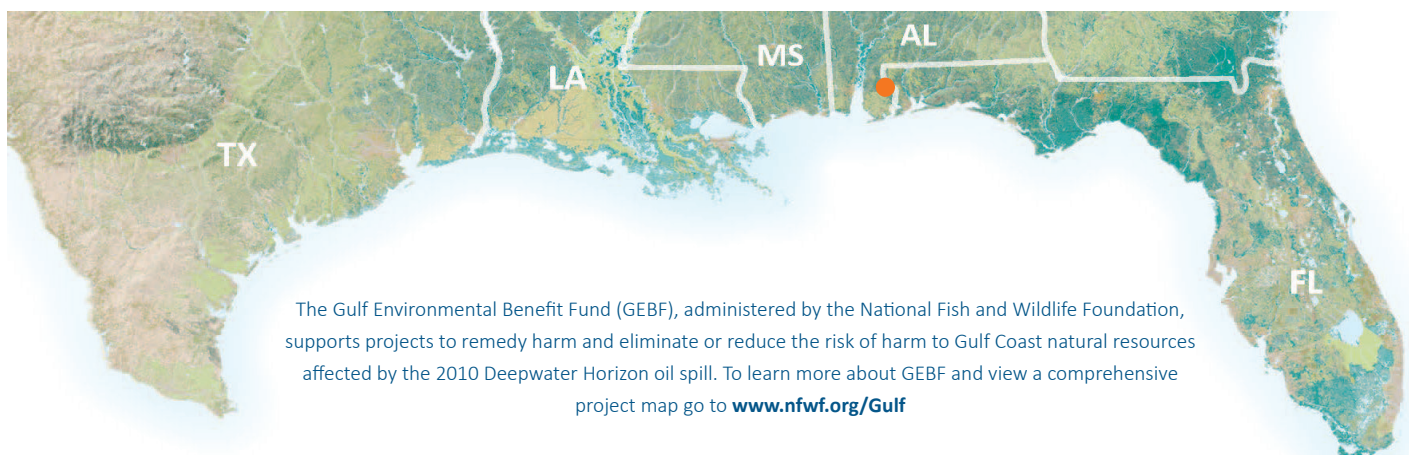 AL
MS
LA
TX
FL
The Gulf Environmental Benefit Fund (GEBF), administered by the National Fish and Wildlife Foundation,
supports projects to remedy harm and eliminate or reduce the risk of harm to Gulf Coast natural resources
affected by the 2010 Deepwater Horizon oil spill. To learn more about GEBF and view a comprehensive
project map go to www.nfwf.org/Gulf